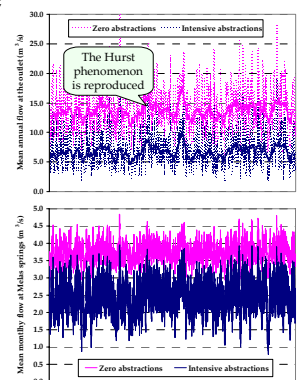 Mean annual flow at the outlet (m³/s)
30.0
25.0
20.0
15.0
10.0
5.0
0.0
Zero abstractions Intensive abstractions
The Hurst
phenomenon
is reproduced
Mean monthly flow at Melas springs (m³/s)
5.0
4.5
4.0
3.5
3.0
2.5
2.0
1.5
1.0
0.5
Zero abstractions Intensive abstractions